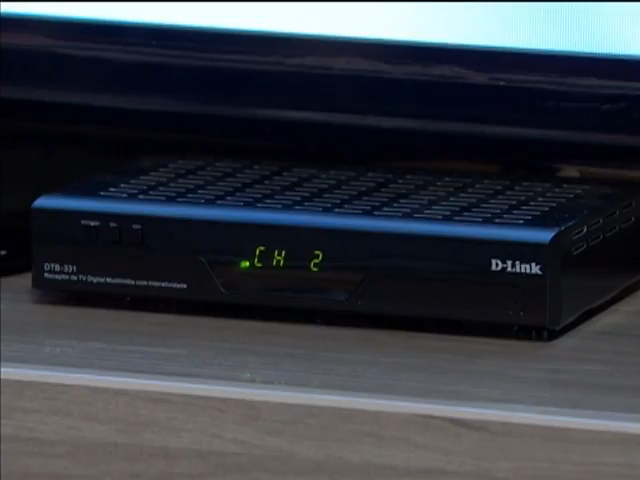 CH 2
D-Link
DTB-331
Receptor de TV Digital Multimídia com Interatividade